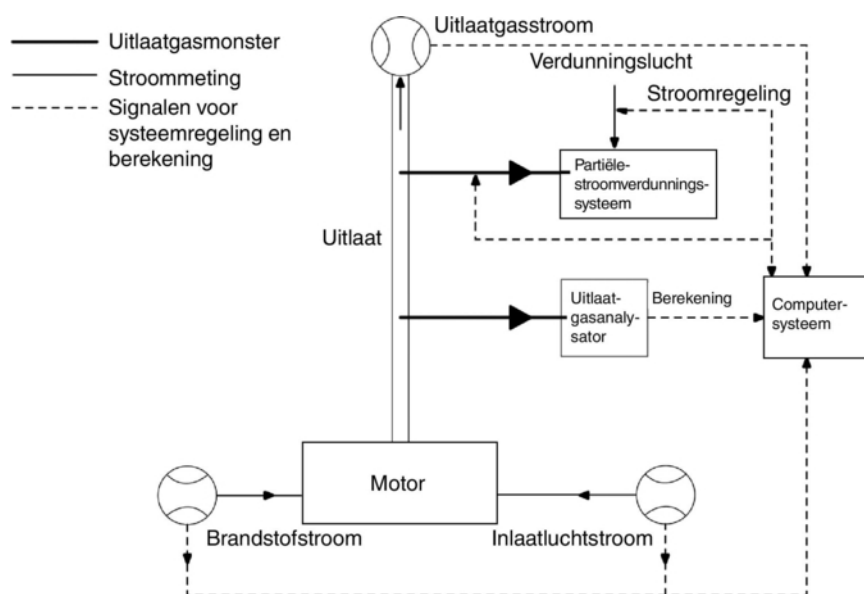 Uitlaatgasmonster
Stroommeting
Signalen voor
systeemregeling en
berekening
Uitlaatgasstroom
Verdunningslucht
Stroomregeling
Partiële-
stroomverdunnings-
systeem
Uitlaat
Uitlaat-
gasanaly-
sator
Berekening
Computer-
systeem
Motor
Brandstofstroom
Inlaatluchtstroom